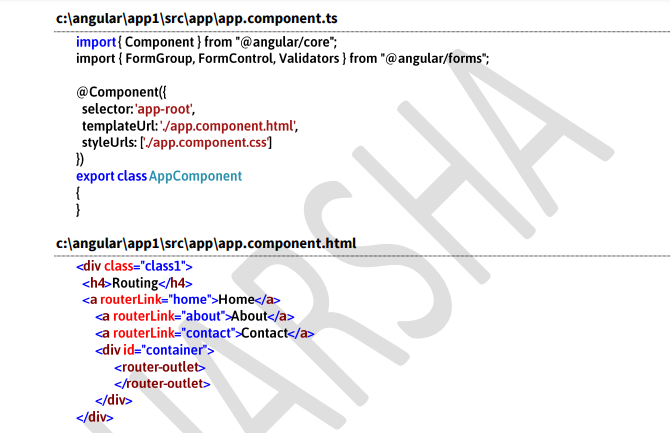 c:\angular\app1\src\app\app.component.ts
import { Component } from "@angular/core";
import { FormGroup, FormControl, Validators } from "@angular/forms";
@Component({
selector: 'app-root',
templateUrl: './app.component.html',
styleUrls: ['./app.component.css']
})
export class AppComponent
{
}
c:\angular\app1\src\app\app.component.html
<div class="class1">
<h4>Routing</h4>
<a routerLink="home">Home</a>
<a routerLink="about">About</a>
<a routerLink="contact">Contact</a>
<div id="container">
<router-outlet>
</router-outlet>
</div>
</div>
HARSHA